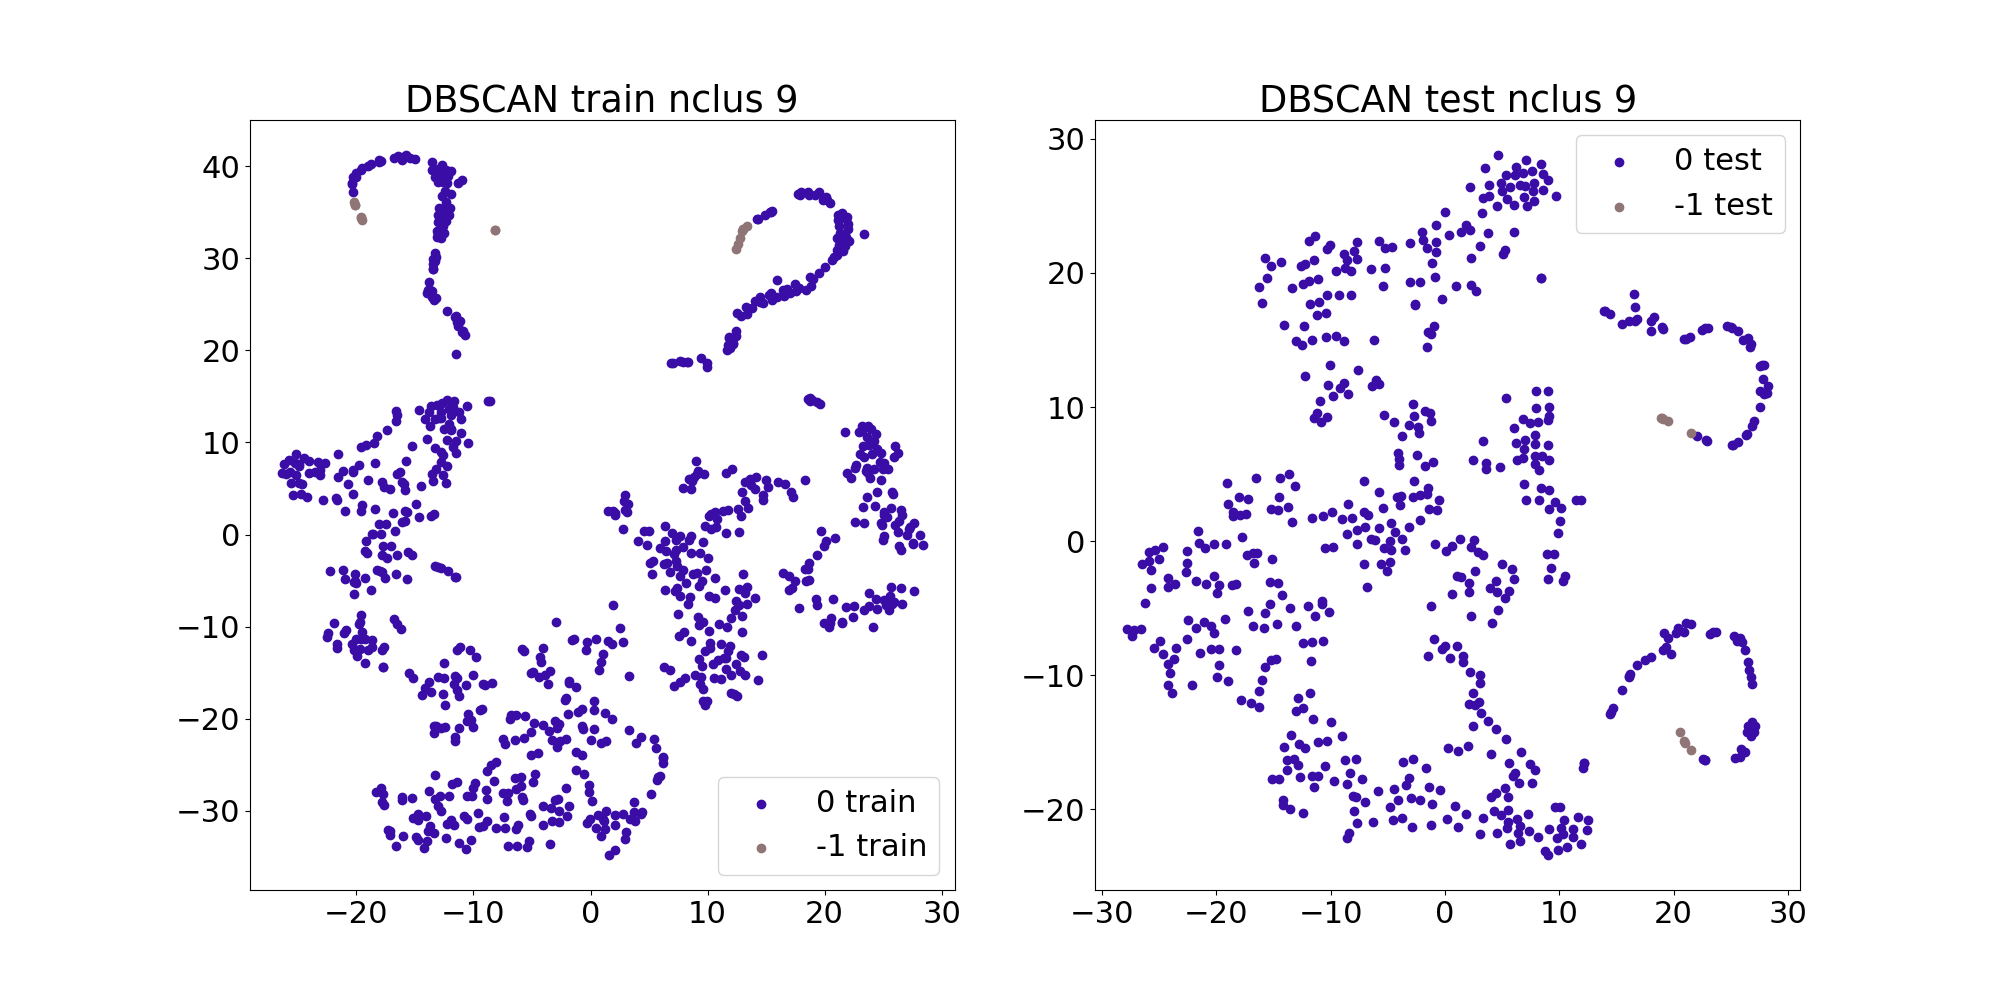 DBSCAN train nclus 9
40
30
20
10
0
−10
−20
−30
−20 −10 0 10 20 30
0 train
-1 train
DBSCAN test nclus 9
30
20
10
0
−10
−20
−30 −20 −10 0 10 20 30
0 test
-1 test